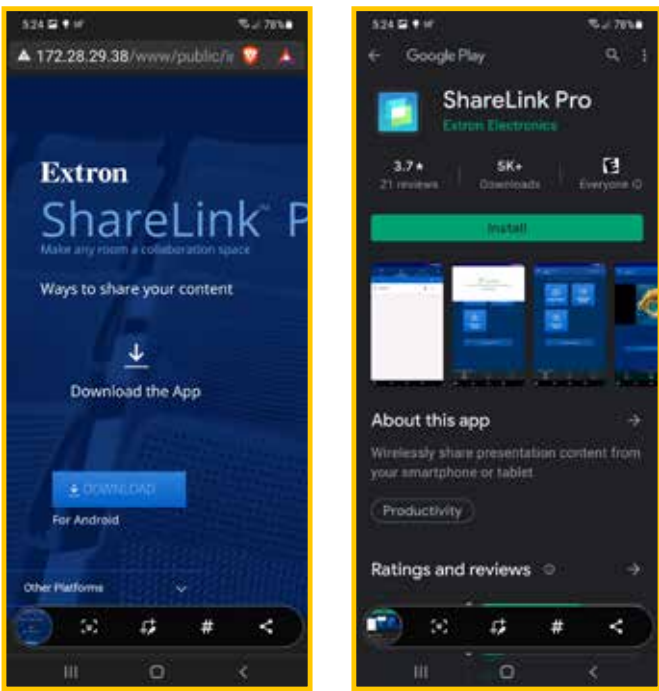 5:24 78%
172.28.29.38/www/public/i
Extron
ShareLink™ P
Make any room a collaboration space
Ways to share your content
Download the App
DOWNLOAD
For Android
Other Platforms
#
5:24 78%
Google Play
ShareLink Pro
Extron Electronics
3.7★ 5K+
21 reviews Downloads Everyone
Install
About this app
Wirelessly share presentation content from
your smartphone or tablet
Productivity
Ratings and reviews
#